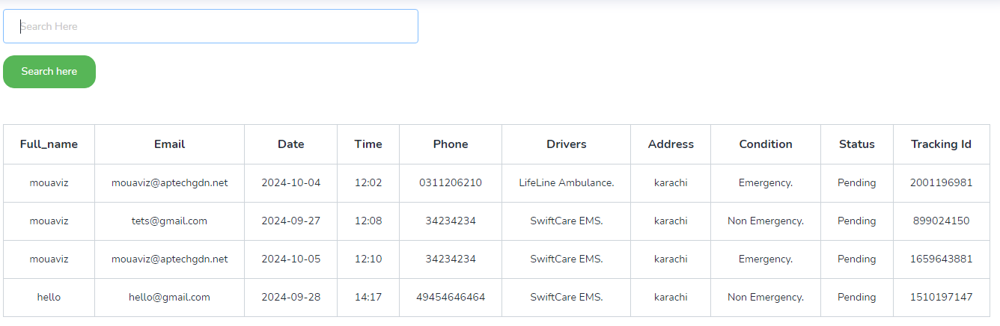 Search Here
Search here
Full_name Email Date Time Phone Drivers Address Condition Status Tracking Id
mouaviz mouaviz@aptechgdn.net 2024-10-04 12:02 0311206210 LifeLine Ambulance. karachi Emergency. Pending 2001196981
mouaviz tets@gmail.com 2024-09-27 12:08 34234234 SwiftCare EMS. karachi Non Emergency. Pending 899024150
mouaviz mouaviz@aptechgdn.net 2024-10-05 12:10 34234234 SwiftCare EMS. karachi Emergency. Pending 1659643881
hello hello@gmail.com 2024-09-28 14:17 49454646464 SwiftCare EMS. karachi Non Emergency. Pending 1510197147